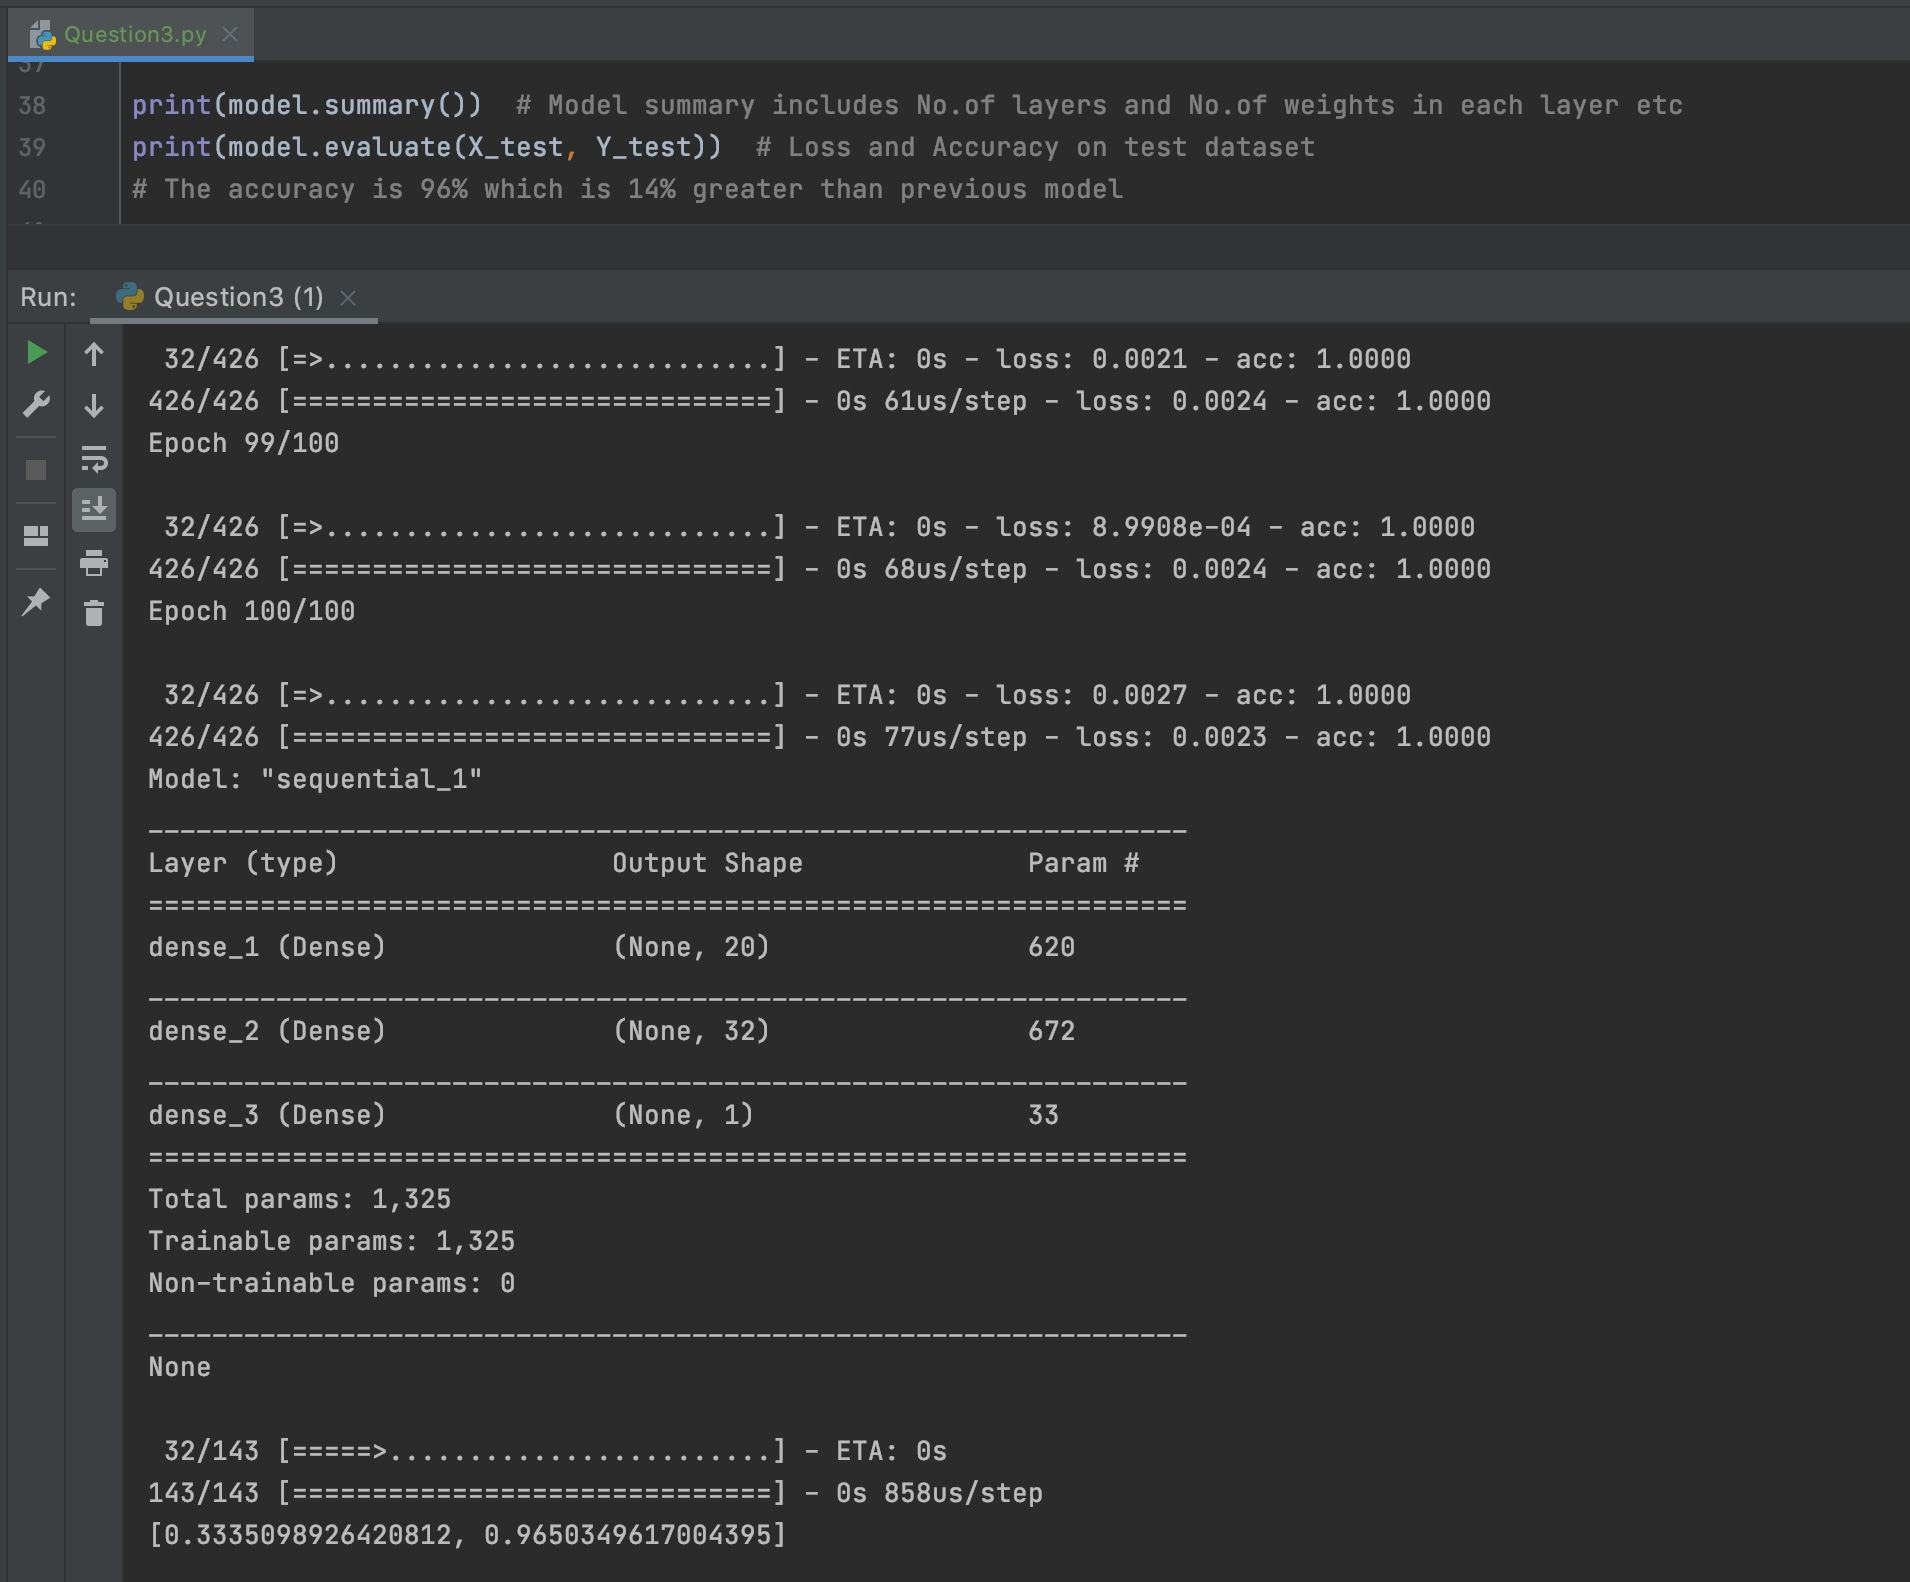 Question3.py
37
38 print(model.summary())  # Model summary includes No.of layers and No.of weights in each layer etc
39 print(model.evaluate(X_test, Y_test))  # Loss and Accuracy on test dataset
40 # The accuracy is 96% which is 14% greater than previous model
Run: Question3 (1)
 32/426 [=>............................] - ETA: 0s - loss: 0.0021 - acc: 1.0000
426/426 [==============================] - 0s 61us/step - loss: 0.0024 - acc: 1.0000
Epoch 99/100
 32/426 [=>............................] - ETA: 0s - loss: 8.9908e-04 - acc: 1.0000
426/426 [==============================] - 0s 68us/step - loss: 0.0024 - acc: 1.0000
Epoch 100/100
 32/426 [=>............................] - ETA: 0s - loss: 0.0027 - acc: 1.0000
426/426 [==============================] - 0s 77us/step - loss: 0.0023 - acc: 1.0000
Model: "sequential_1"
_________________________________________________________________
Layer (type)                 Output Shape              Param #
=================================================================
dense_1 (Dense)              (None, 20)                620
_________________________________________________________________
dense_2 (Dense)              (None, 32)                672
_________________________________________________________________
dense_3 (Dense)              (None, 1)                 33
=================================================================
Total params: 1,325
Trainable params: 1,325
Non-trainable params: 0
_________________________________________________________________
None
 32/143 [=====>........................] - ETA: 0s
143/143 [==============================] - 0s 858us/step
[0.3335098926420812, 0.9650349617004395]